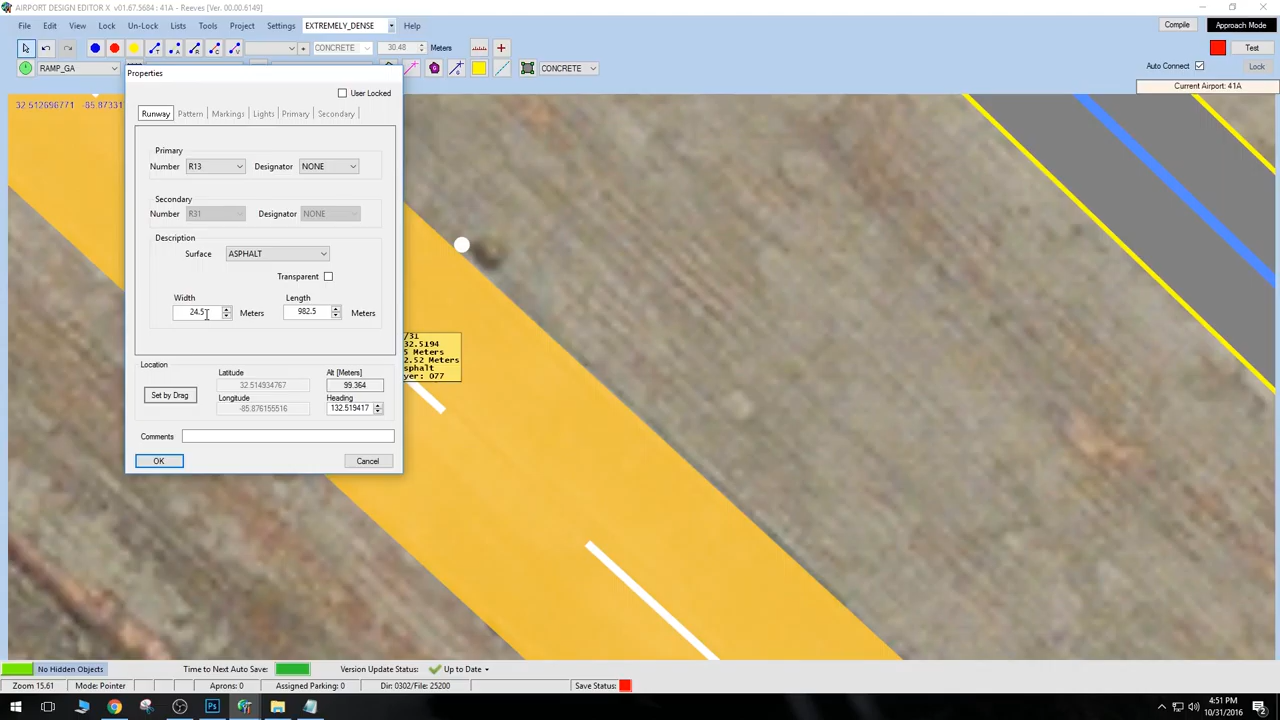 AIRPORT DESIGN EDITOR X v01.67.5684 : 41A - Reeves [Ver. 00.00.6149]
File Edit View Lock Un-Lock Lists Tools Project Settings EXTREMELY_DENSE Help
Compile Approach Mode
CONCRETE 30.48 Meters
Test
RAMP_GA CONCRETE
Auto Connect Lock
Current Airport: 41A
32.512696771 -85.87331
Properties
User Locked
Runway Pattern Markings Lights Primary Secondary
Primary
Number R13 Designator NONE
Secondary
Number R31 Designator NONE
Description
Surface ASPHALT
Transparent
Width Length
24.5 Meters 982.5 Meters
/31
32.5194
5 Meters
2.52 Meters
sphalt
yer: 077
Location
Latitude Alt [Meters]
32.514934767 99.364
Set by Drag
Longitude Heading
-85.876155516 132.519417
Comments
OK Cancel
No Hidden Objects Time to Next Auto Save: Version Update Status: Up to Date
Zoom 15.61 Mode: Pointer Aprons: 0 Assigned Parking: 0 Dir: 0302/File: 25200 Save Status:
4:51 PM
10/31/2016
2